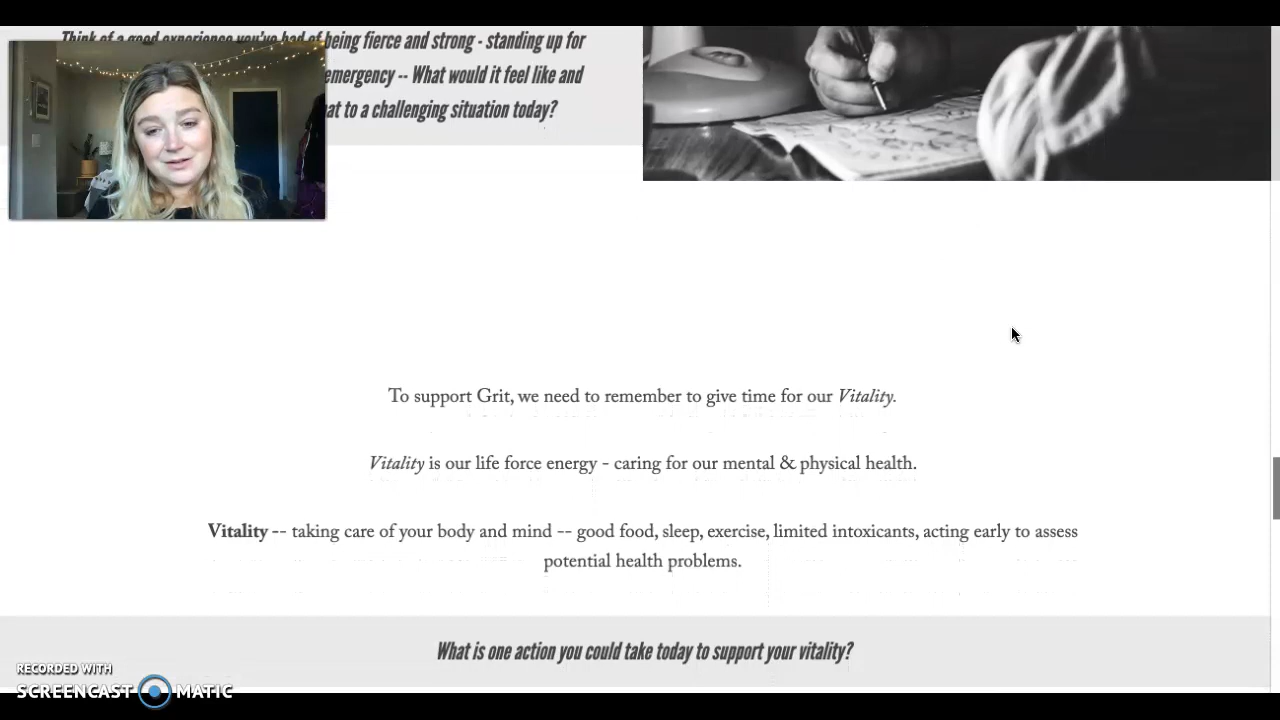 Think of a good experience you've had of being fierce and strong - standing up for
emergency -- What would it feel like and
at to a challenging situation today?
To support Grit, we need to remember to give time for our Vitality.
Vitality is our life force energy - caring for our mental & physical health.
Vitality -- taking care of your body and mind -- good food, sleep, exercise, limited intoxicants, acting early to assess
potential health problems.
What is one action you could take today to support your vitality?
RECORDED WITH
SCREENCAST MATIC